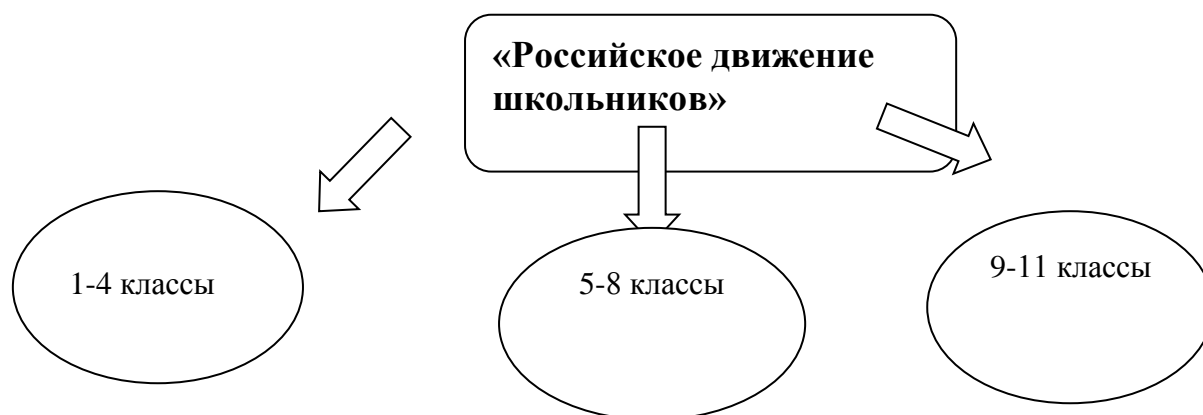 «Российское движение
школьников»
1-4 классы
5-8 классы
9-11 классы